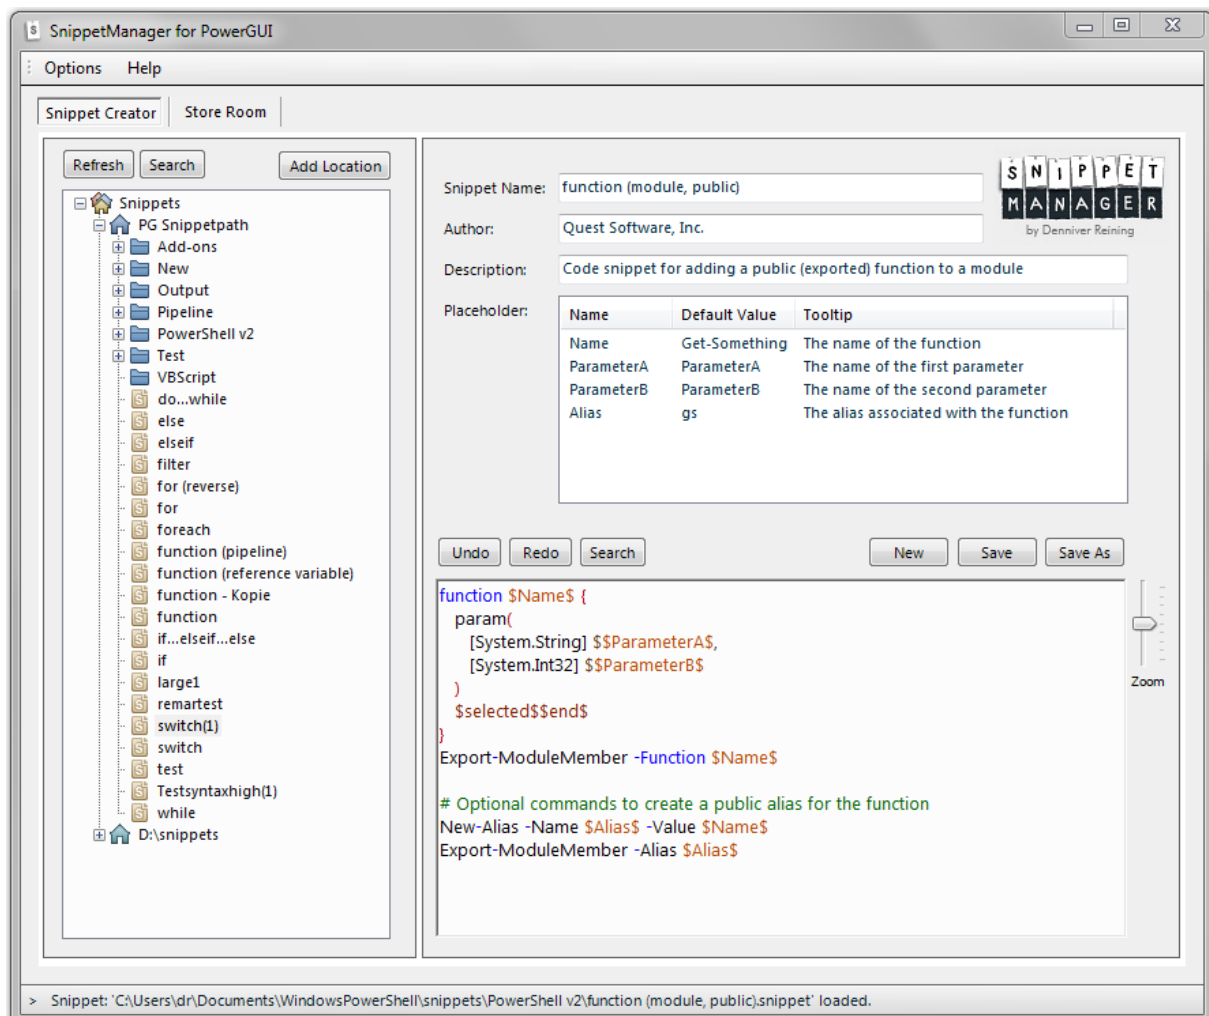 SnippetManager for PowerGUI
Options Help
Snippet Creator Store Room
Refresh Search Add Location
Snippets
PG Snippetpath
Add-ons
New
Output
Pipeline
PowerShell v2
Test
VBScript
do...while
else
elseif
filter
for (reverse)
for
foreach
function (pipeline)
function (reference variable)
function - Kopie
function
if...elseif...else
if
large1
remartest
switch(1)
switch
test
Testsyntaxhigh(1)
while
D:\snippets
Snippet Name: function (module, public)
SNIPPET
MANAGER
by Denniver Reining
Author: Quest Software, Inc.
Description: Code snippet for adding a public (exported) function to a module
Placeholder:
Name Default Value Tooltip
Name Get-Something The name of the function
ParameterA ParameterA The name of the first parameter
ParameterB ParameterB The name of the second parameter
Alias gs The alias associated with the function
Undo Redo Search New Save Save As
function $Name$ {
param(
[System.String] $$ParameterA$,
[System.Int32] $$ParameterB$
)
$selected$$end$
}
Export-ModuleMember -Function $Name$
# Optional commands to create a public alias for the function
New-Alias -Name $Alias$ -Value $Name$
Export-ModuleMember -Alias $Alias$
Zoom
> Snippet: 'C:\Users\dr\Documents\WindowsPowerShell\snippets\PowerShell v2\function (module, public).snippet' loaded.